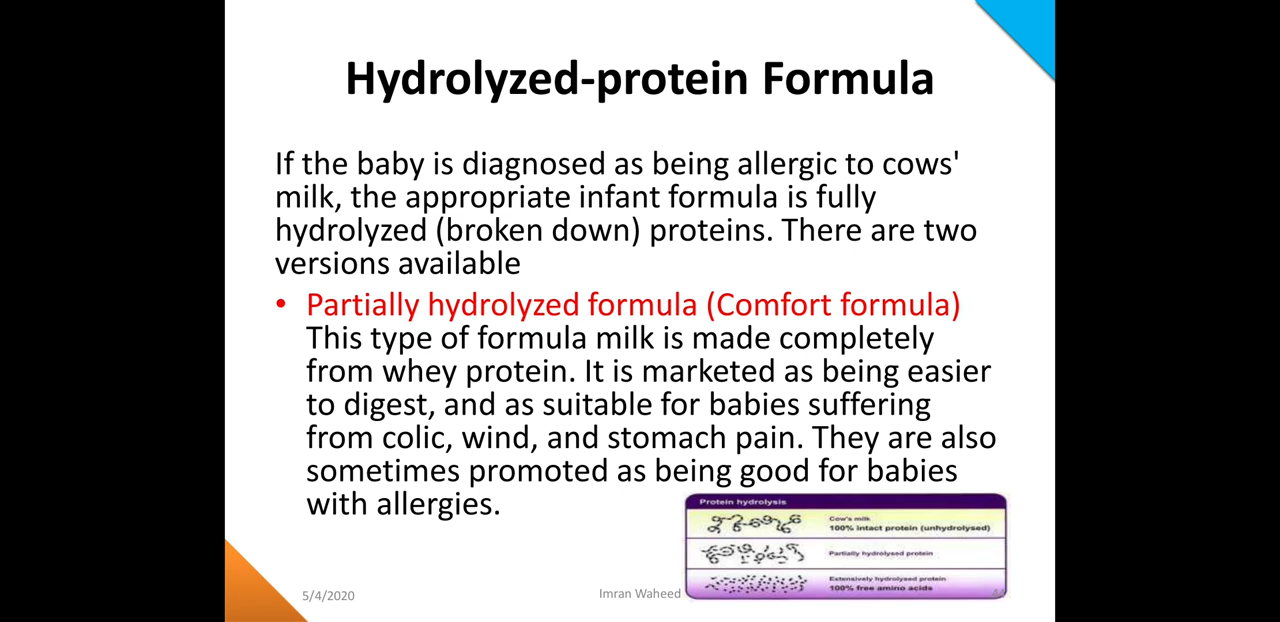 Hydrolyzed-protein Formula
If the baby is diagnosed as being allergic to cows'
milk, the appropriate infant formula is fully
hydrolyzed (broken down) proteins. There are two
versions available
• Partially hydrolyzed formula (Comfort formula)
This type of formula milk is made completely
from whey protein. It is marketed as being easier
to digest, and as suitable for babies suffering
from colic, wind, and stomach pain. They are also
sometimes promoted as being good for babies
with allergies.
Protein hydrolysis
Cow's milk
100% intact protein (unhydrolysed)
Partially hydrolysed protein
Extensively hydrolysed protein
100% free amino acids
5/4/2020
Imran Waheed